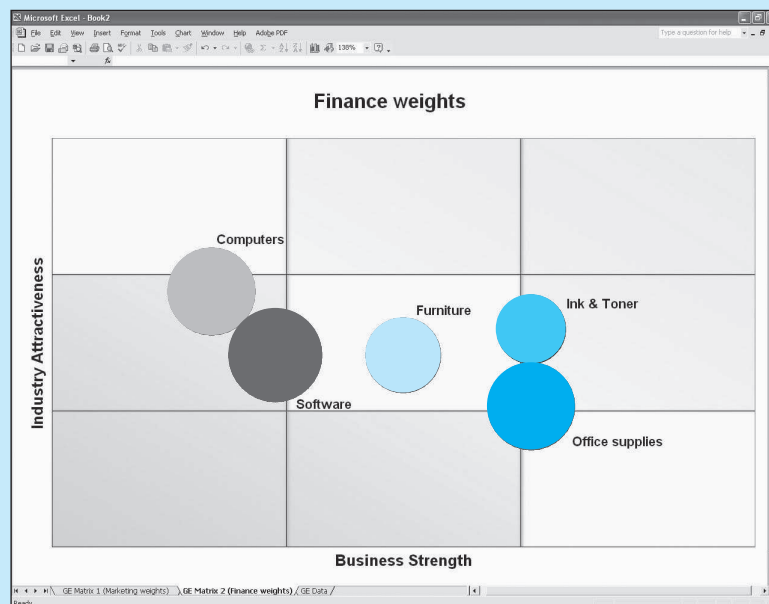 Microsoft Excel - Book2
File Edit View Insert Format Tools Chart Window Help Adobe PDF
Type a question for help
138%
fx
Finance weights
Computers
Ink & Toner
Furniture
Industry Attractiveness
Software
Office supplies
Business Strength
GE Matrix 1 (Marketing weights) GE Matrix 2 (Finance weights) GE Data
Ready